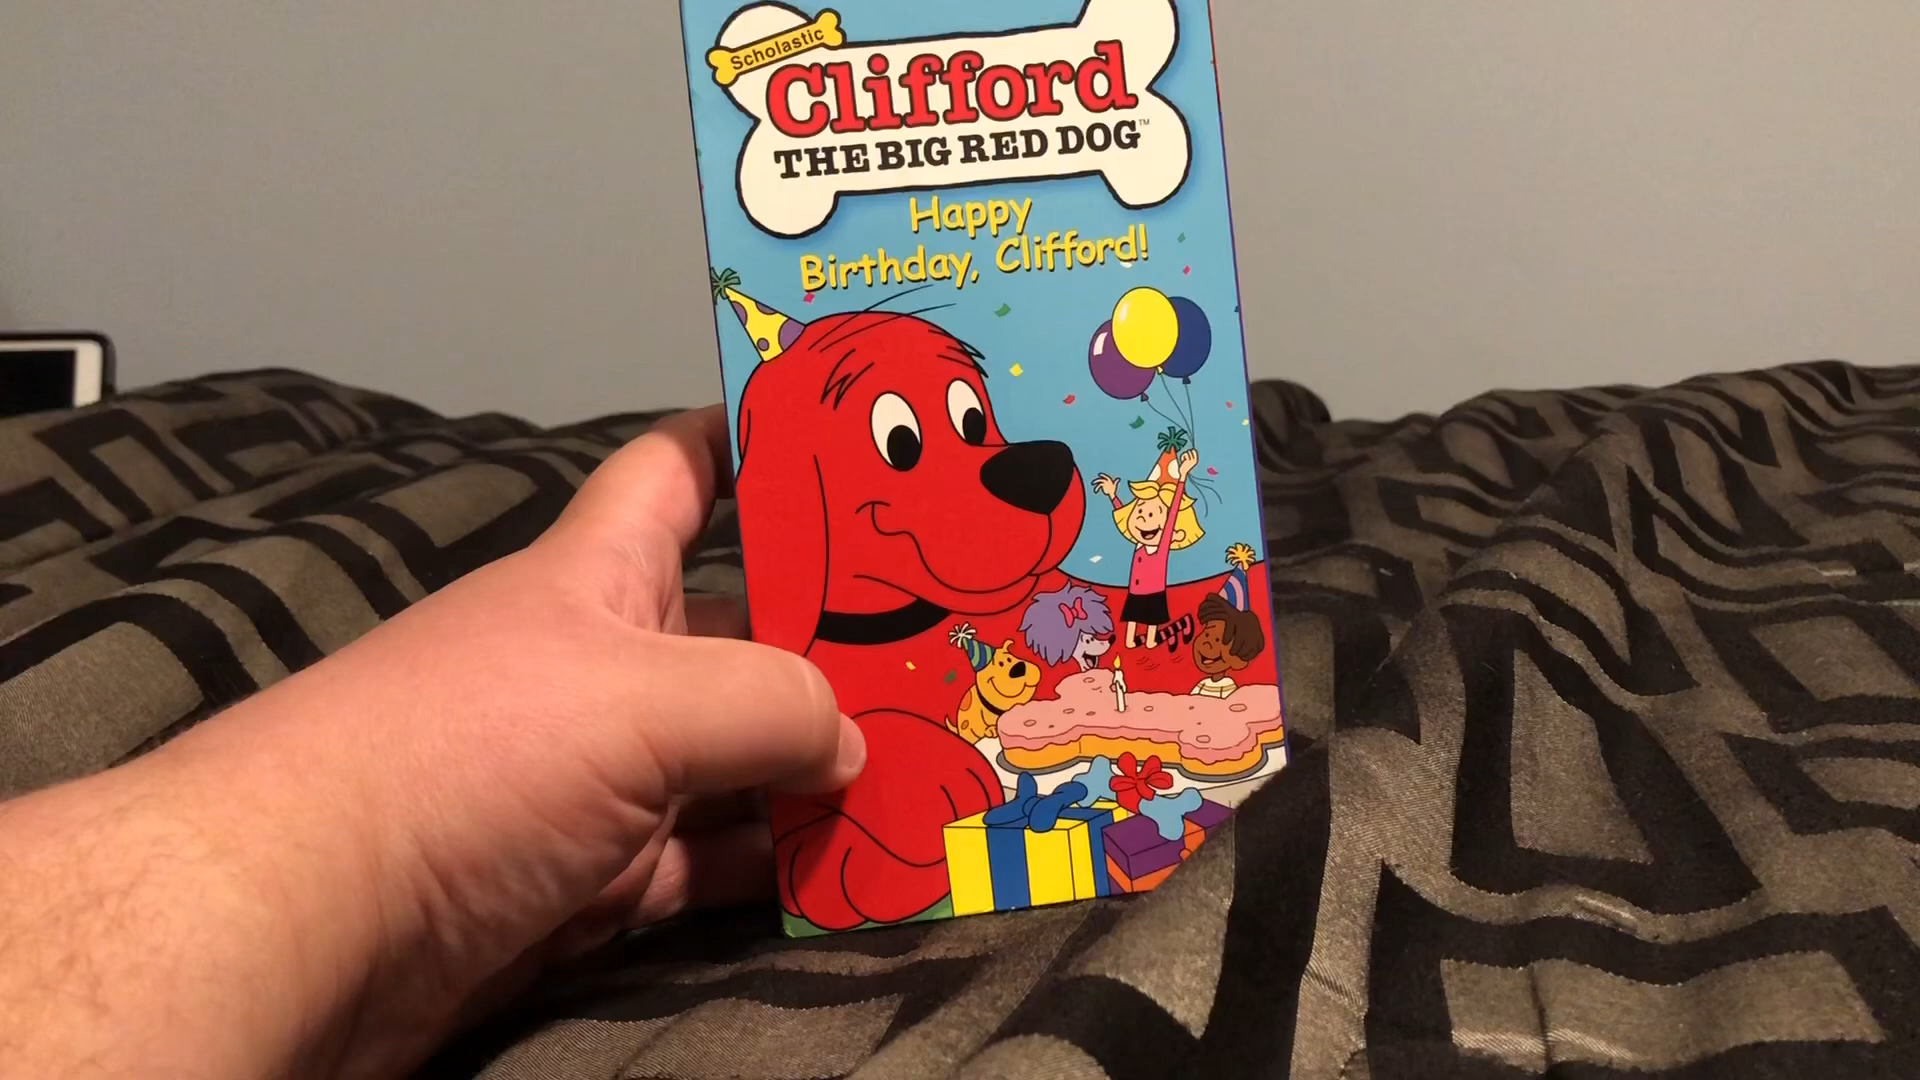 Scholastic
Clifford
THE BIG RED DOG™
Happy
Birthday, Clifford!